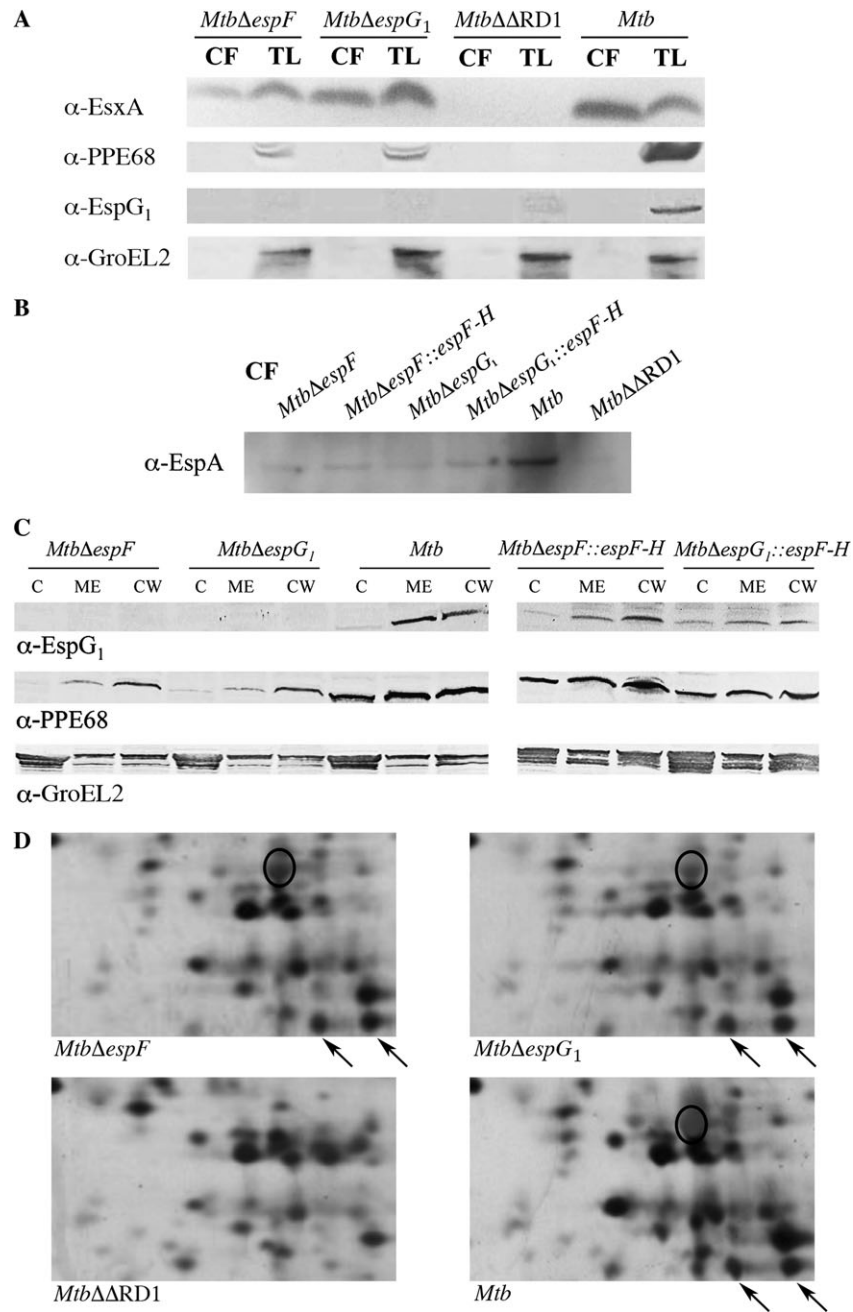 A
MtbΔespF MtbΔespG₁ MtbΔΔRD1 Mtb
CF TL CF TL CF TL CF TL
α-EsxA
α-PPE68
α-EspG₁
α-GroEL2
B
CF MtbΔespF MtbΔespF::espF-H MtbΔespG₁ MtbΔespG₁::espF-H Mtb MtbΔΔRD1
α-EspA
C
MtbΔespF MtbΔespG₁ Mtb MtbΔespF::espF-H MtbΔespG₁::espF-H
C ME CW C ME CW C ME CW C ME CW C ME CW
α-EspG₁
α-PPE68
α-GroEL2
D
MtbΔespF MtbΔespG₁
MtbΔΔRD1 Mtb